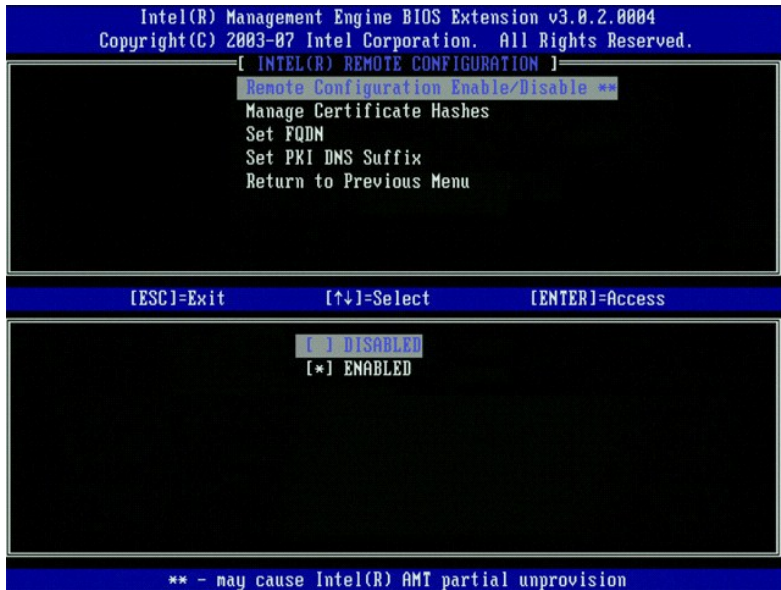 Intel(R) Management Engine BIOS Extension v3.0.2.0004
Copyright(C) 2003-07 Intel Corporation. All Rights Reserved.
[ INTEL(R) REMOTE CONFIGURATION ]
Remote Configuration Enable/Disable **
Manage Certificate Hashes
Set FQDN
Set PKI DNS Suffix
Return to Previous Menu
[ESC]=Exit [↑↓]=Select [ENTER]=Access
[ ] DISABLED
[*] ENABLED
** - may cause Intel(R) AMT partial unprovision